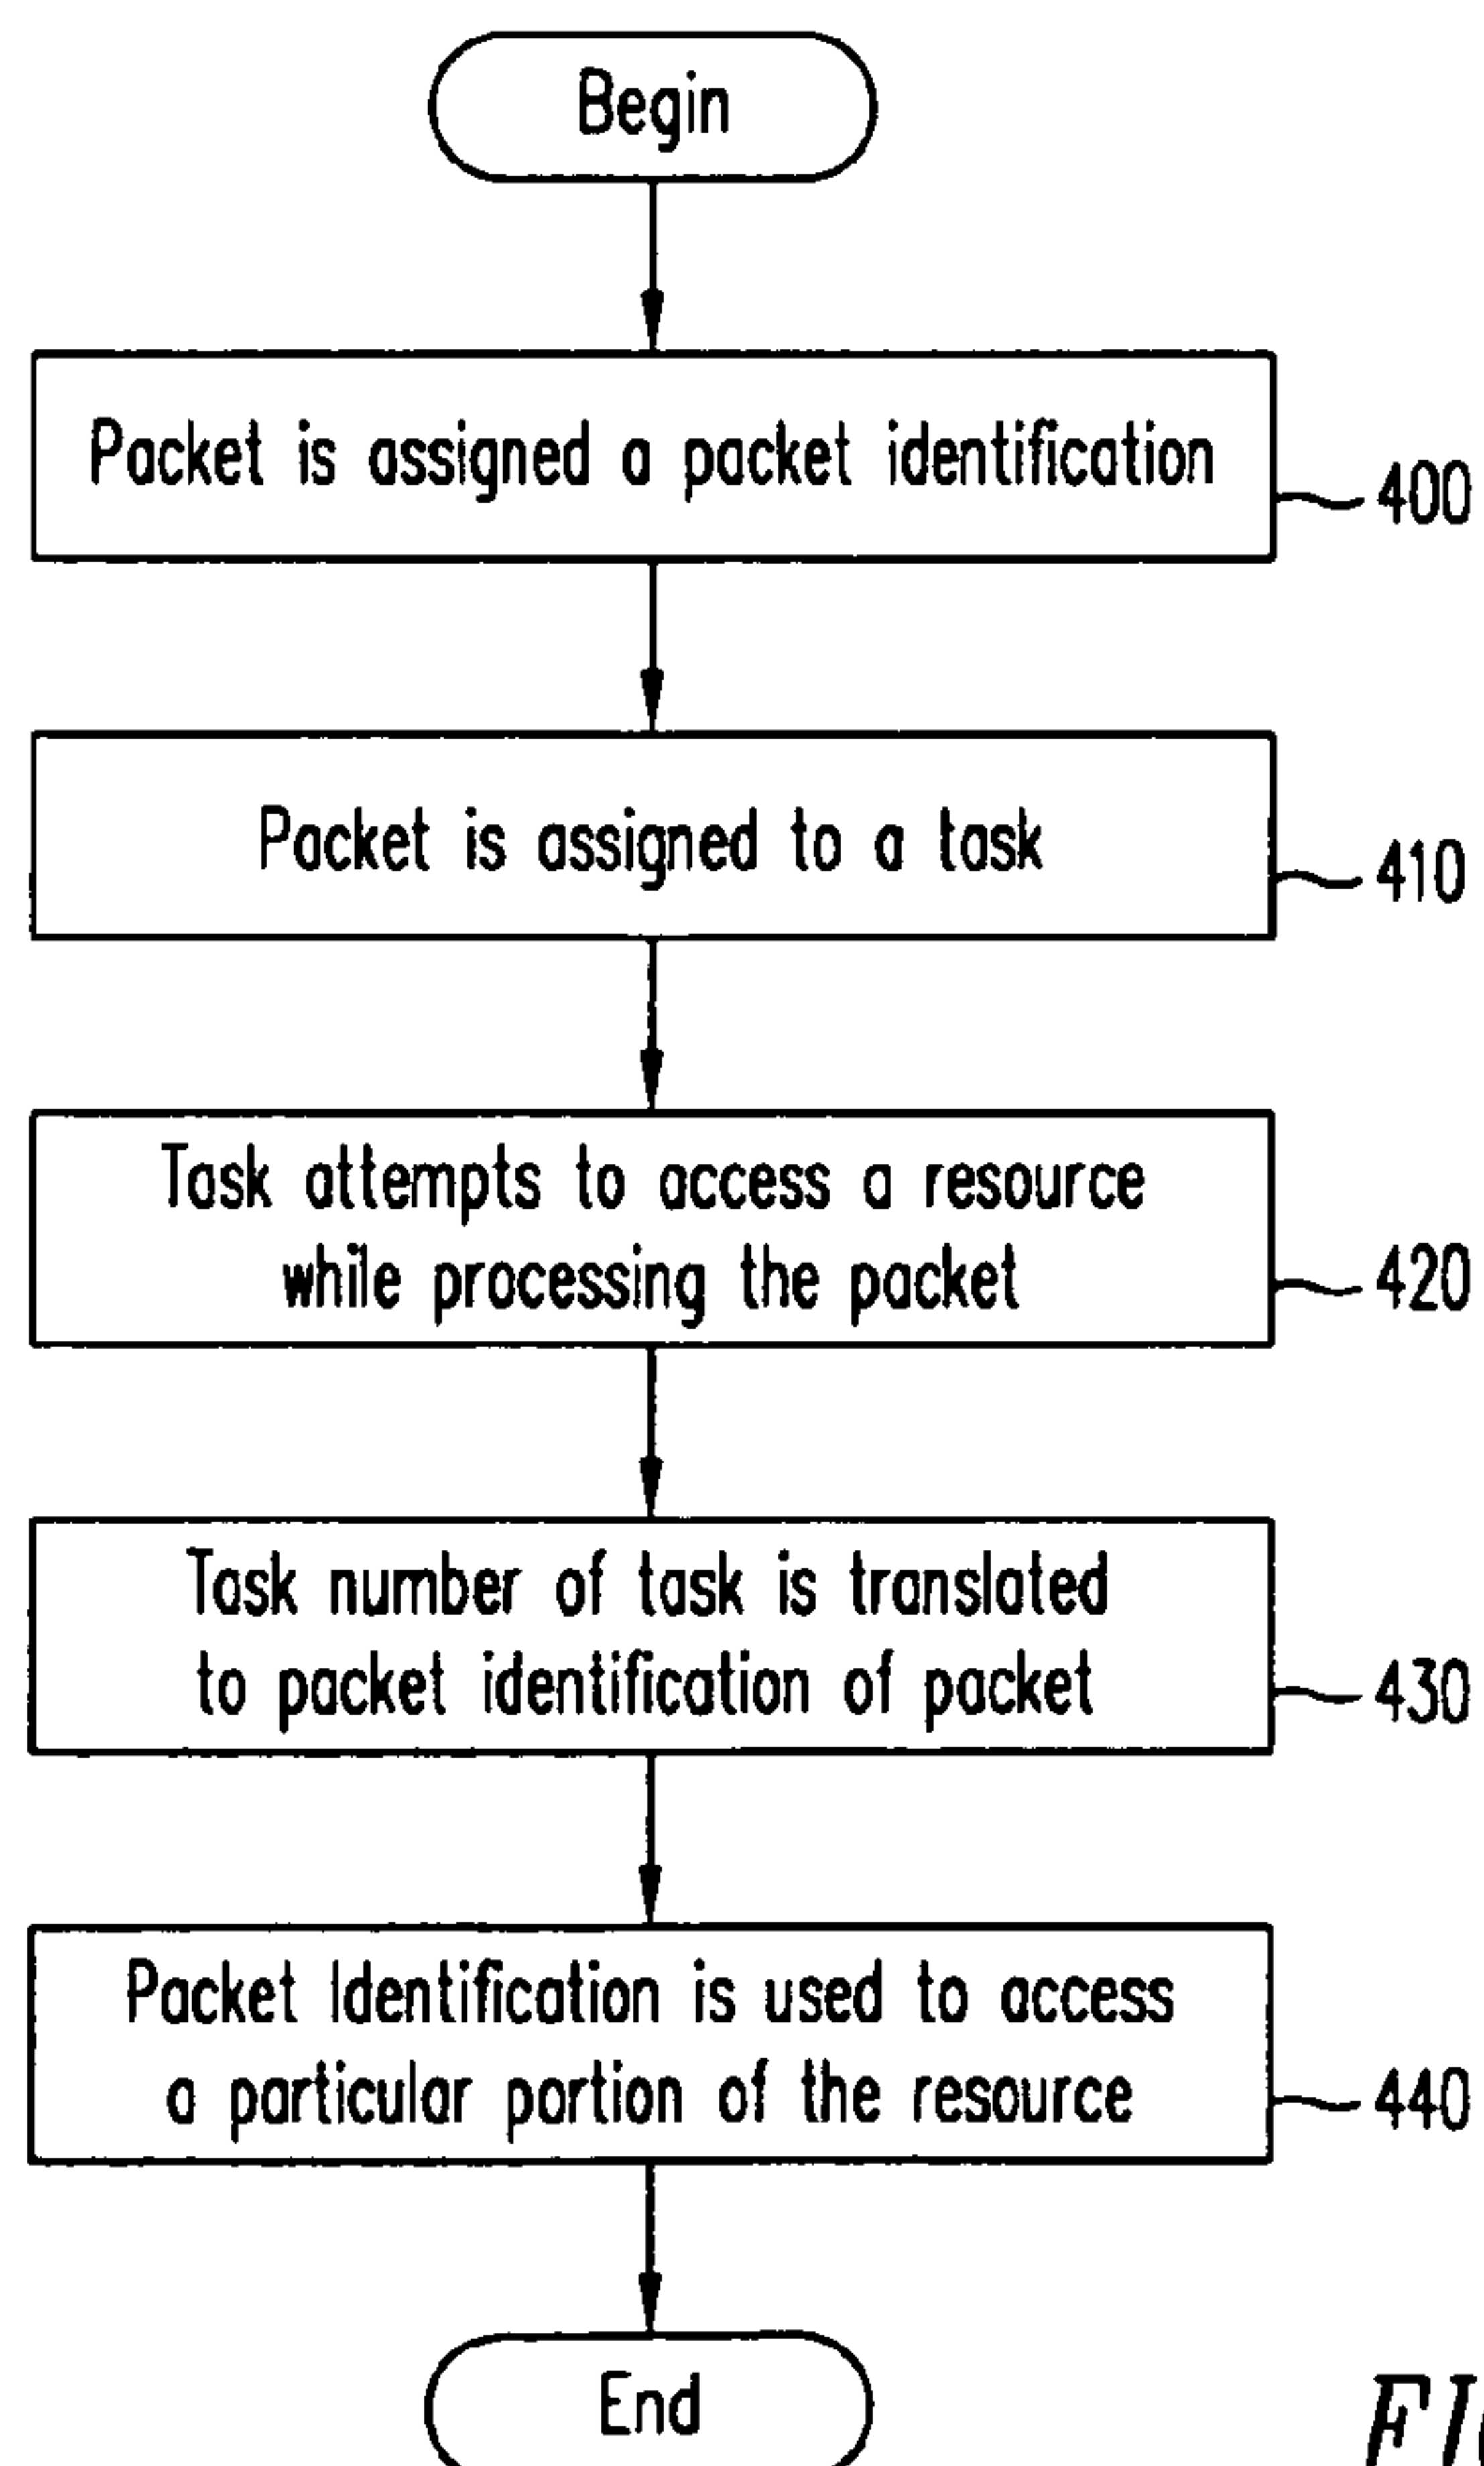 Begin
Packet is assigned a packet identification
400
Packet is assigned to a task
410
Task attempts to access a resource
while processing the packet
420
Task number of task is translated
to packet identification of packet
430
Packet Identification is used to access
a particular portion of the resource
440
End